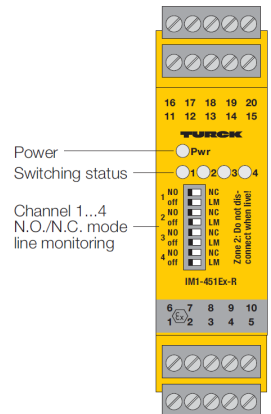 16 17 18 19 20
11 12 13 14 15
TURCK
Power
Pwr
Switching status
1 2 3 4
Channel 1...4
N.O./N.C. mode
line monitoring
1 NO NC
off LM
2 NO NC
off LM
3 NO NC
off LM
4 NO NC
off LM
Zone 2: Do not dis-
connect when live!
IM1-451Ex-R
6 7 8 9 10
Ex
1 2 3 4 5